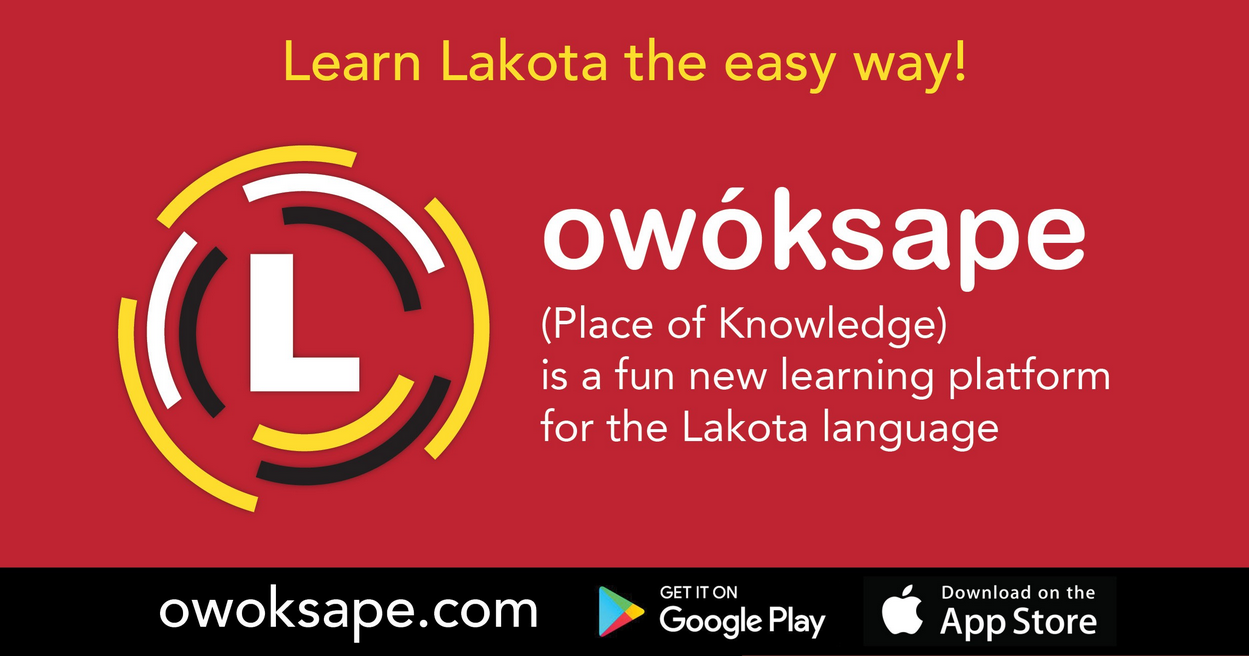 Learn Lakota the easy way!
L
owóksape
(Place of Knowledge)
is a fun new learning platform
for the Lakota language
owoksape.com
GET IT ON
Google Play
Download on the
App Store